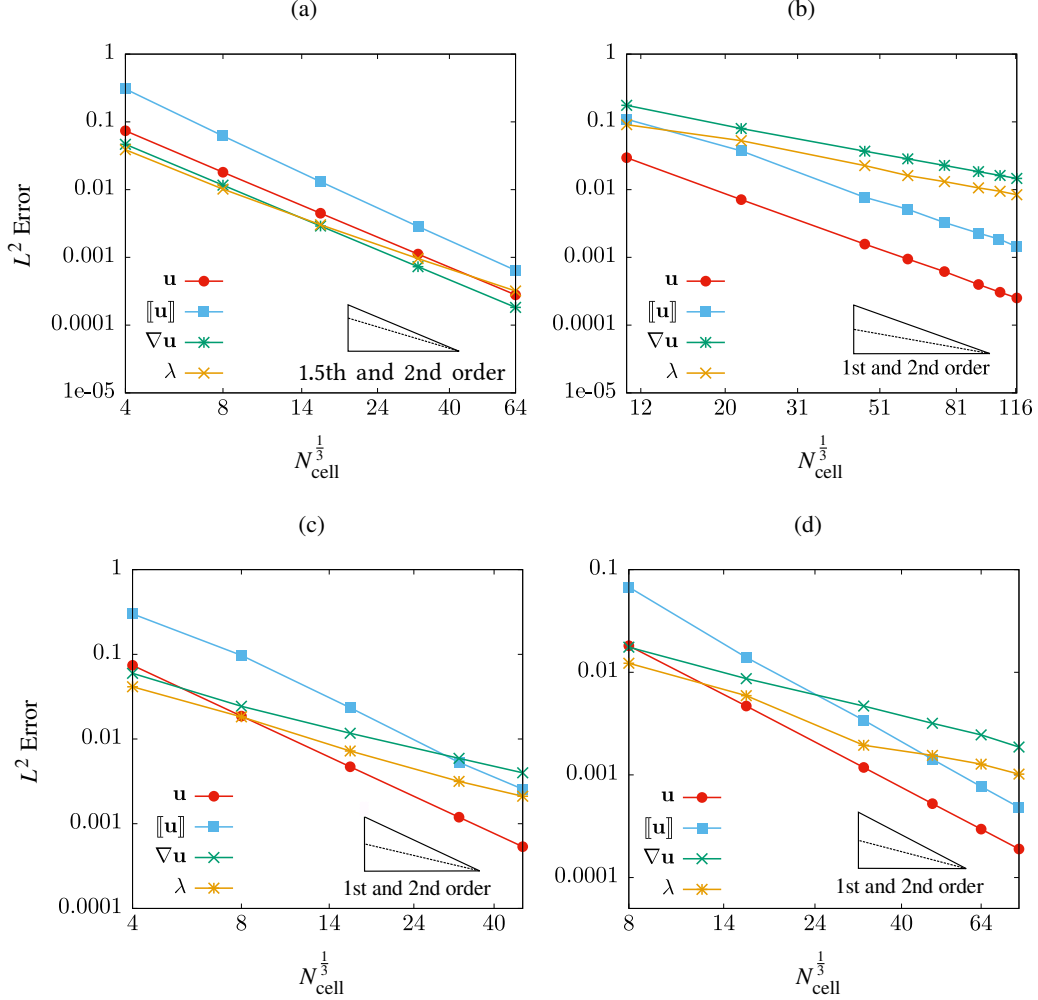 (a)
L² Error
1
0.1
0.01
0.001
0.0001
1e-05
u
⟦u⟧
∇u
λ
1.5th and 2nd order
4 8 14 24 40 64
N_cell^{1/3}
(b)
1
0.1
0.01
0.001
0.0001
1e-05
u
⟦u⟧
∇u
λ
1st and 2nd order
12 20 31 51 81 116
N_cell^{1/3}
(c)
L² Error
1
0.1
0.01
0.001
0.0001
u
⟦u⟧
∇u
λ
1st and 2nd order
4 8 14 24 40
N_cell^{1/3}
(d)
0.1
0.01
0.001
0.0001
u
⟦u⟧
∇u
λ
1st and 2nd order
8 14 24 40 64
N_cell^{1/3}